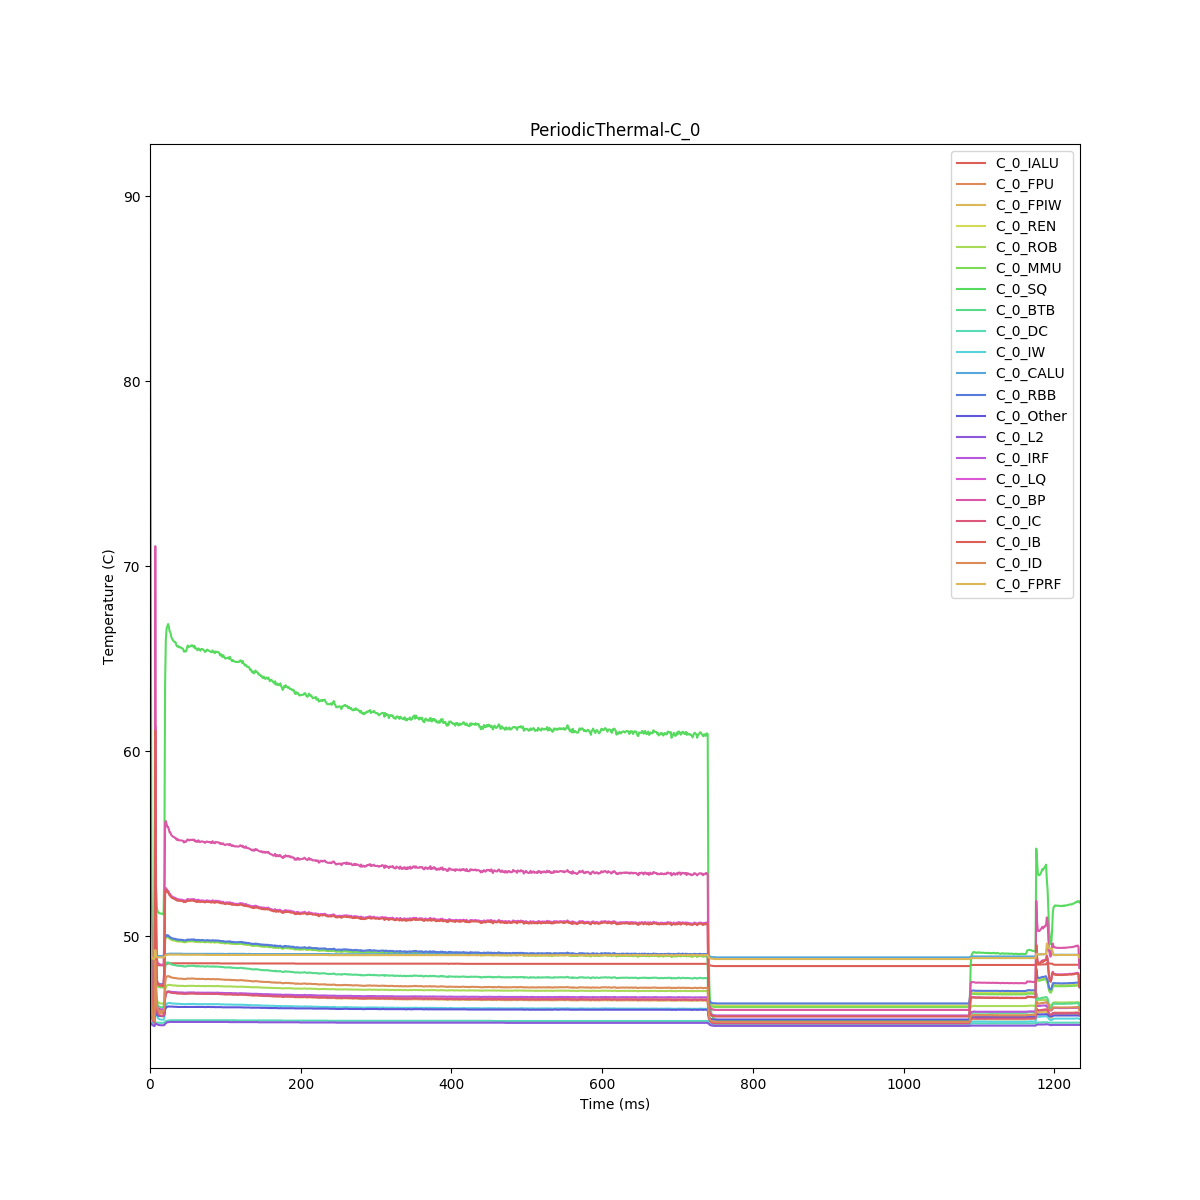 PeriodicThermal-C_0
C_0_IALU
C_0_FPU
C_0_FPIW
C_0_REN
C_0_ROB
C_0_MMU
C_0_SQ
C_0_BTB
C_0_DC
C_0_IW
C_0_CALU
C_0_RBB
C_0_Other
C_0_L2
C_0_IRF
C_0_LQ
C_0_BP
C_0_IC
C_0_IB
C_0_ID
C_0_FPRF
90
80
70
60
50
Temperature (C)
0 200 400 600 800 1000 1200
Time (ms)